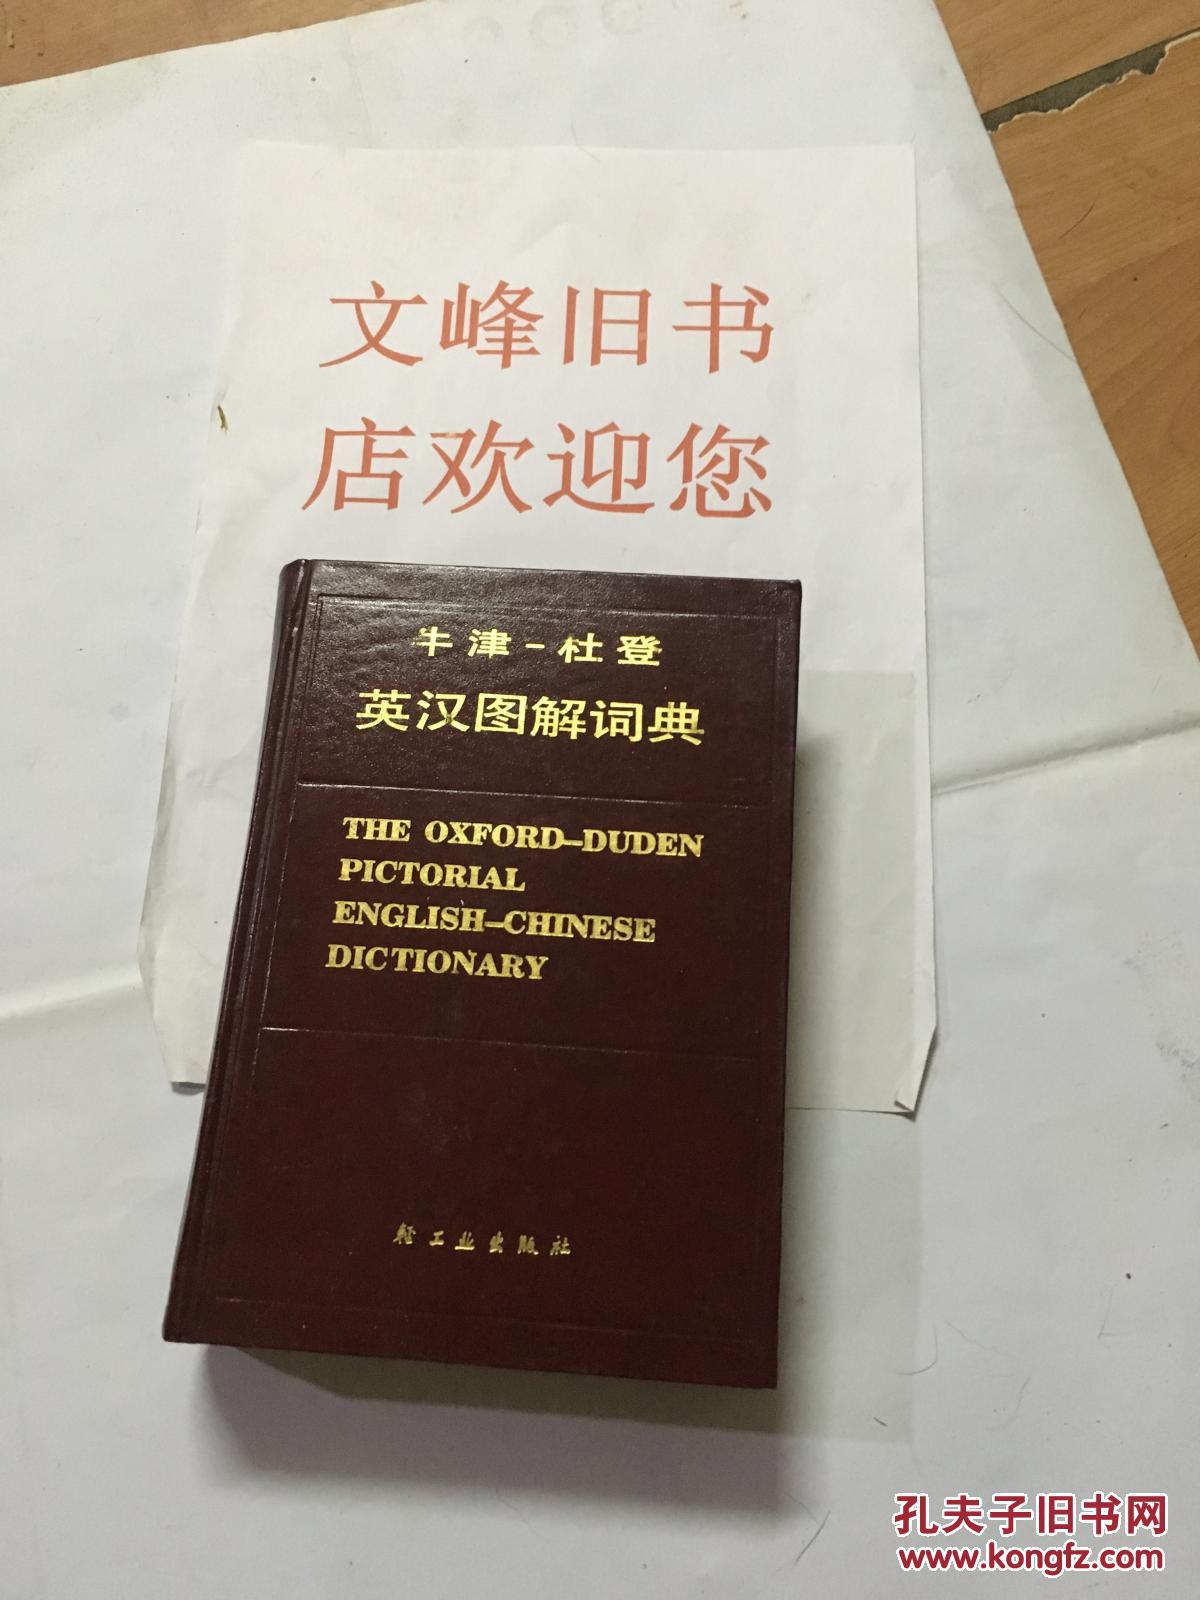 文峰旧书
店欢迎您
牛津-杜登
英汉图解词典
THE OXFORD–DUDEN
PICTORIAL
ENGLISH–CHINESE
DICTIONARY
轻工业出版社
孔夫子旧书网
www.kongfz.com